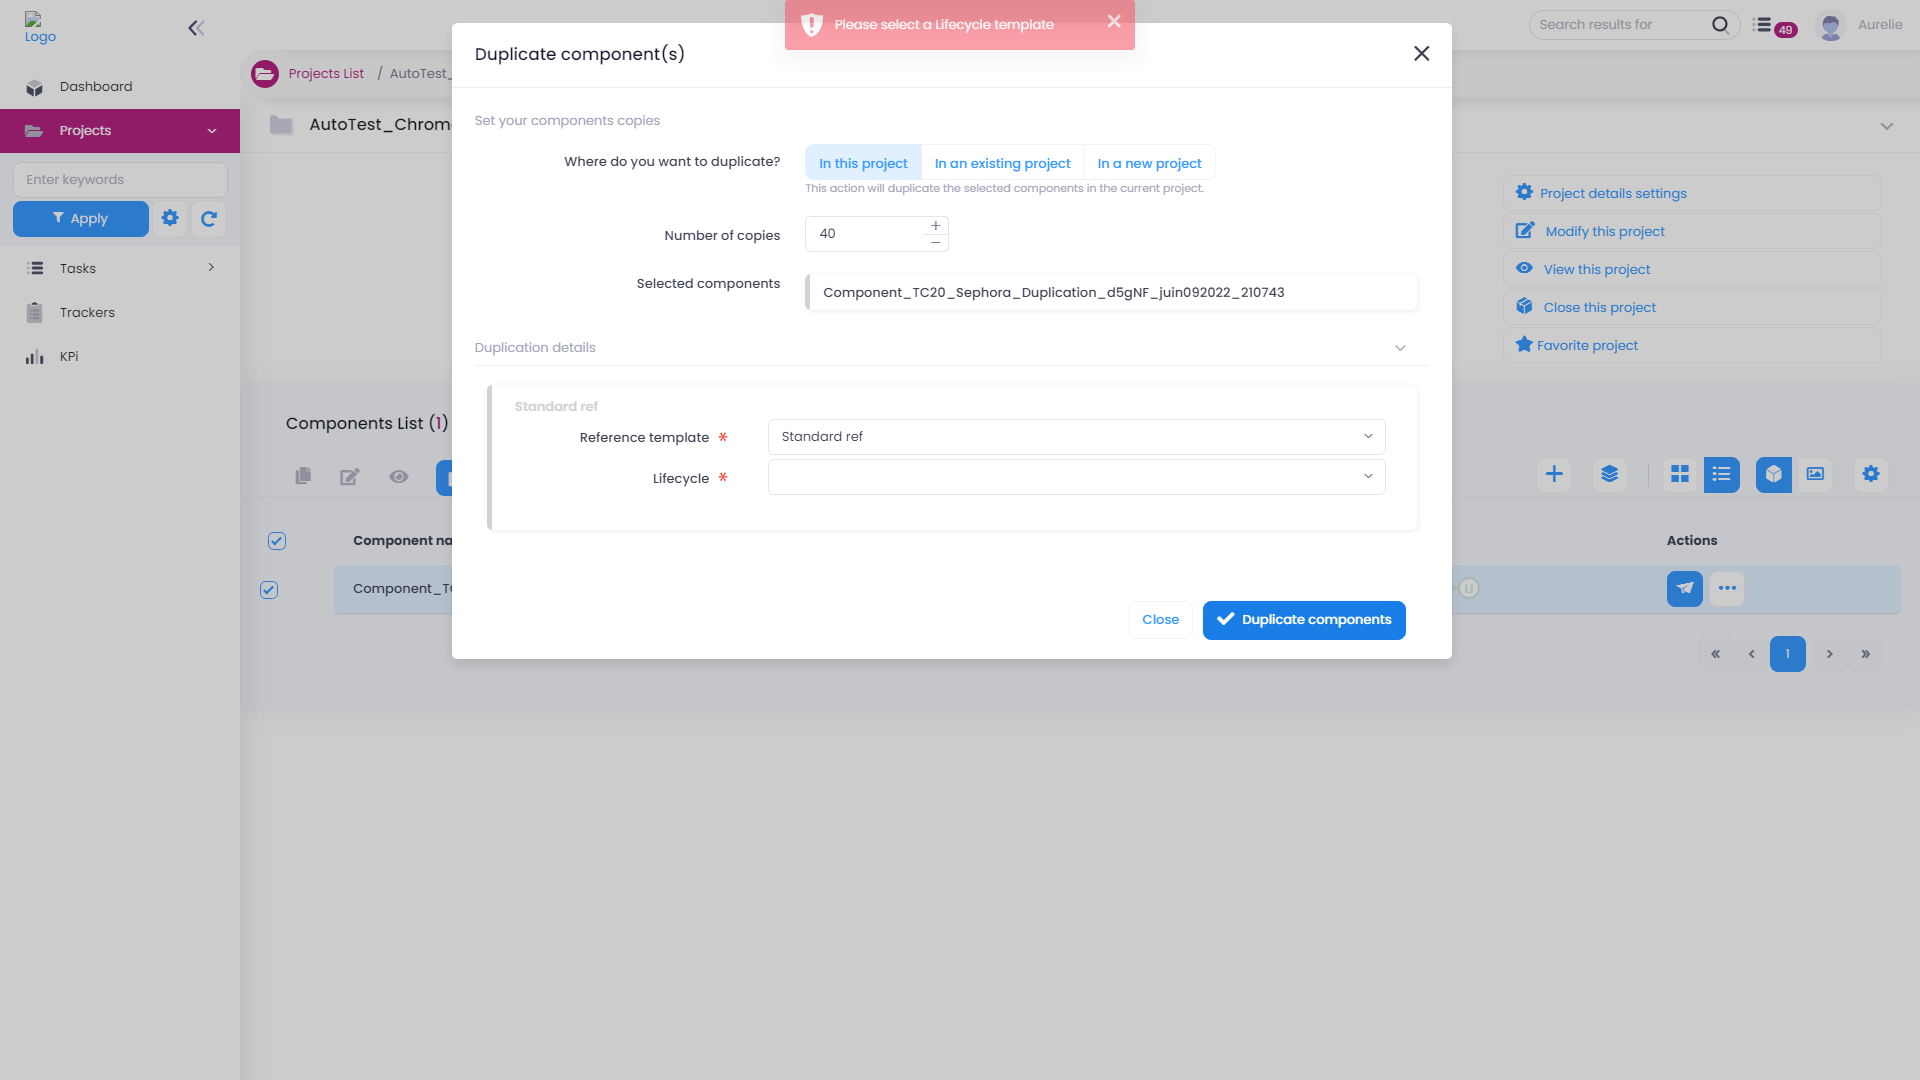 Logo
Please select a Lifecycle template
Search results for
49
Aurelie
Dashboard
Projects
Enter keywords
Apply
Tasks
Trackers
KPi
Projects List / AutoTest_
AutoTest_Chrom
Duplicate component(s)
Set your components copies
Where do you want to duplicate?
In this project
In an existing project
In a new project
This action will duplicate the selected components in the current project.
Number of copies
40
Selected components
Component_TC20_Sephora_Duplication_d5gNF_juin092022_210743
Duplication details
Standard ref
Reference template *
Standard ref
Lifecycle *
Close
Duplicate components
Project details settings
Modify this project
View this project
Close this project
Favorite project
Components List (1)
Component na
Actions
Component_TC
U
« ‹ 1 › »